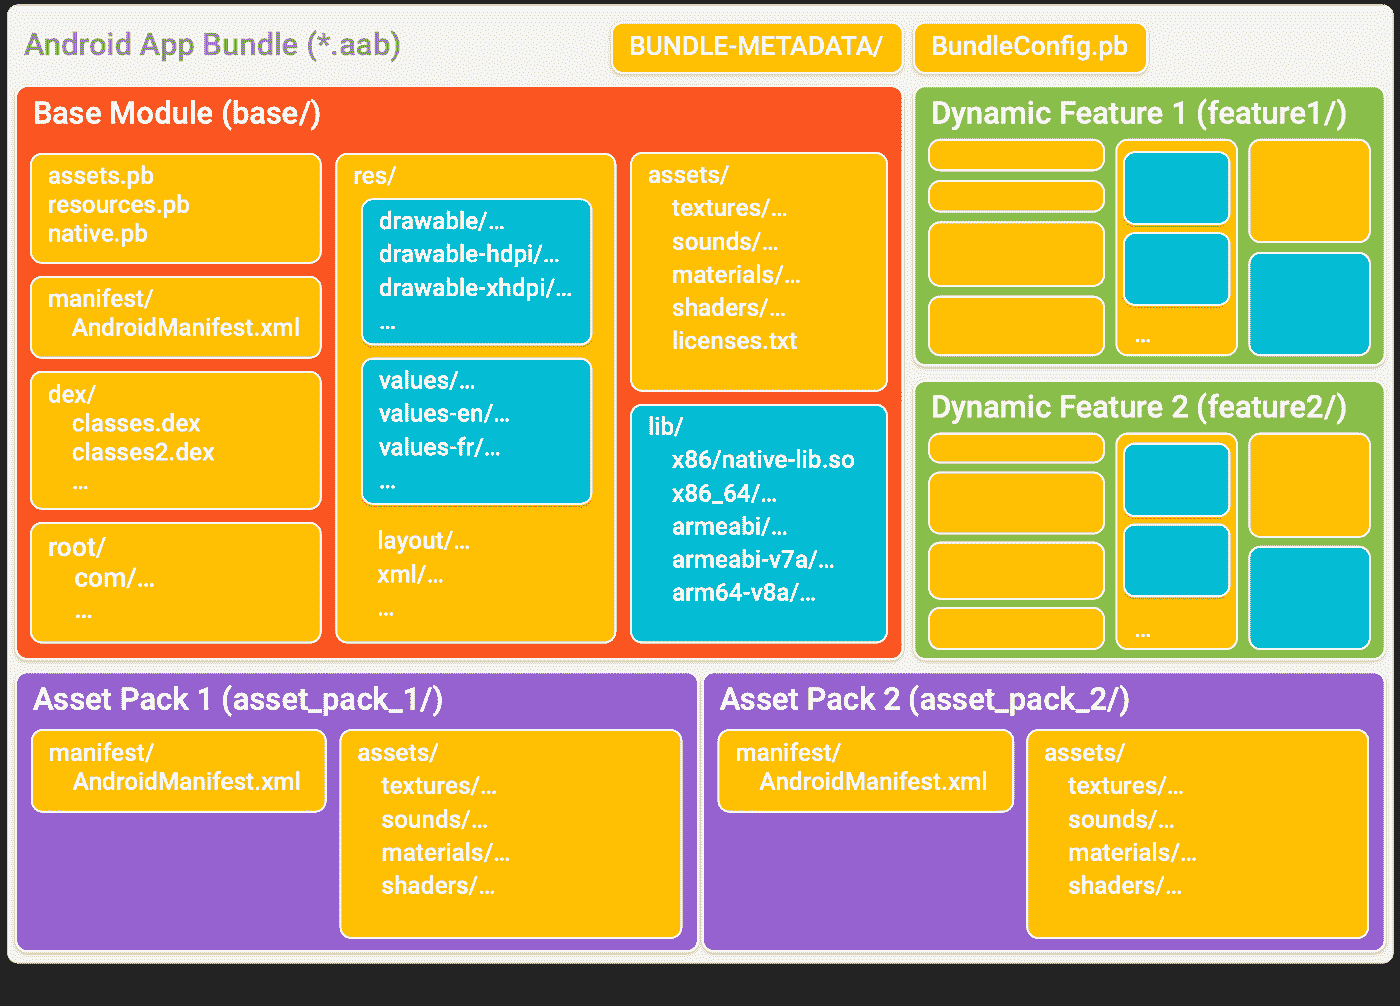 Android App Bundle (*.aab)
BUNDLE-METADATA/
BundleConfig.pb
Base Module (base/)
assets.pb
resources.pb
native.pb
manifest/
AndroidManifest.xml
dex/
classes.dex
classes2.dex
...
root/
com/...
...
res/
drawable/...
drawable-hdpi/...
drawable-xhdpi/...
...
values/...
values-en/...
values-fr/...
...
layout/...
xml/...
...
assets/
textures/...
sounds/...
materials/...
shaders/...
licenses.txt
lib/
x86/native-lib.so
x86_64/...
armeabi/...
armeabi-v7a/...
arm64-v8a/...
Dynamic Feature 1 (feature1/)
...
Dynamic Feature 2 (feature2/)
...
Asset Pack 1 (asset_pack_1/)
manifest/
AndroidManifest.xml
assets/
textures/...
sounds/...
materials/...
shaders/...
Asset Pack 2 (asset_pack_2/)
manifest/
AndroidManifest.xml
assets/
textures/...
sounds/...
materials/...
shaders/...